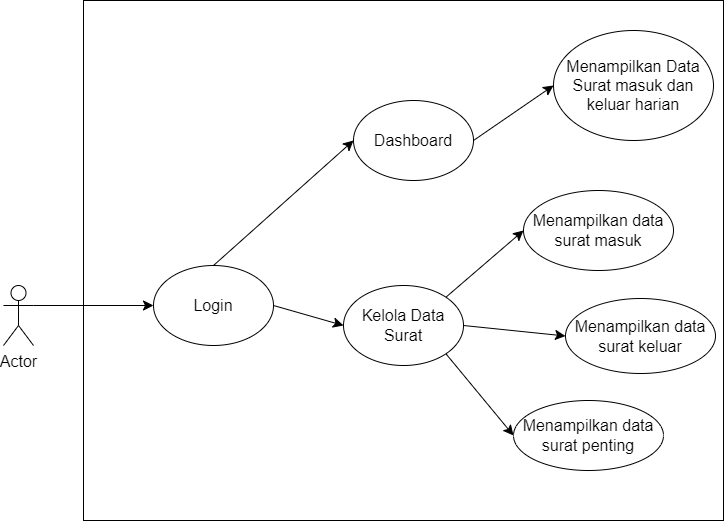 Menampilkan Data
Surat masuk dan
keluar harian
Dashboard
Menampilkan data
surat masuk
Login
Kelola Data
Surat
Menampilkan data
surat keluar
Actor
Menampilkan data
surat penting